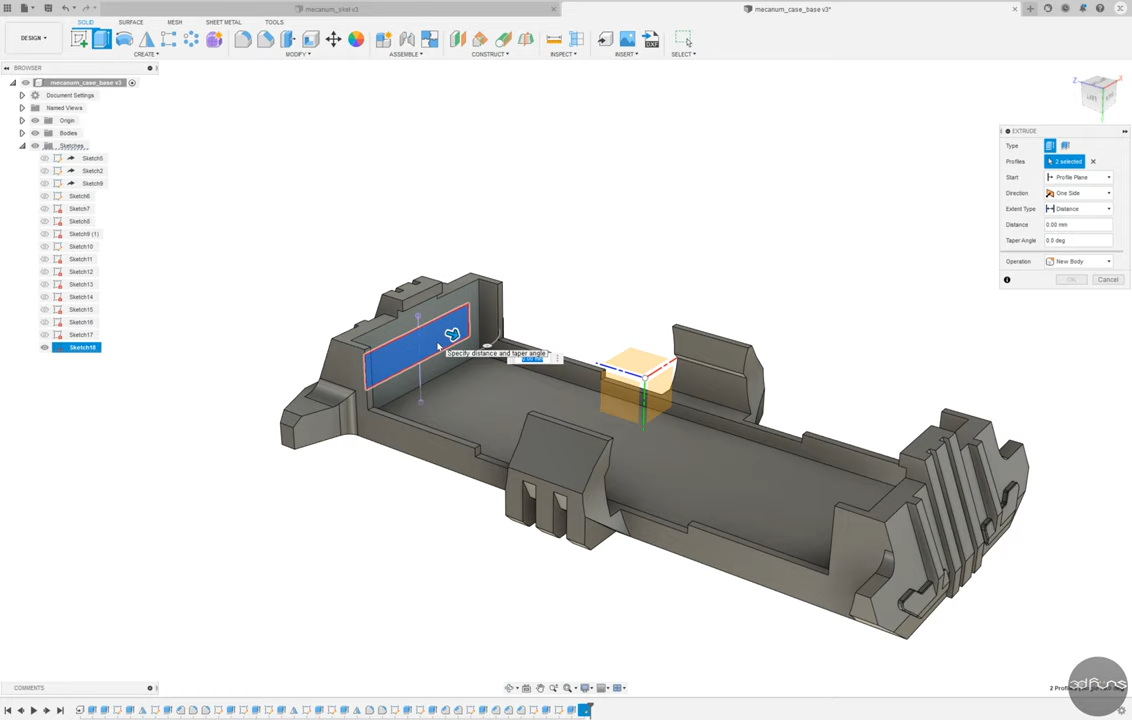 mecanum_skel v3
mecanum_case_base v3*
SOLID
SURFACE
MESH
SHEET METAL
TOOLS
DESIGN
CREATE
MODIFY
ASSEMBLE
CONSTRUCT
INSPECT
INSERT
SELECT
DXF
BROWSER
mecanum_case_base v3
Document Settings
Named Views
Origin
Bodies
Sketches
Sketch5
Sketch2
Sketch9
Sketch6
Sketch7
Sketch8
Sketch9 (1)
Sketch10
Sketch11
Sketch12
Sketch13
Sketch14
Sketch15
Sketch16
Sketch17
Sketch18
EXTRUDE
Type
Profiles 2 selected
Start Profile Plane
Direction One Side
Extent Type Distance
Distance 0.00 mm
Taper Angle 0.0 deg
Operation New Body
OK Cancel
Specify distance and taper angle
Z
X
COMMENTS
3dfuns